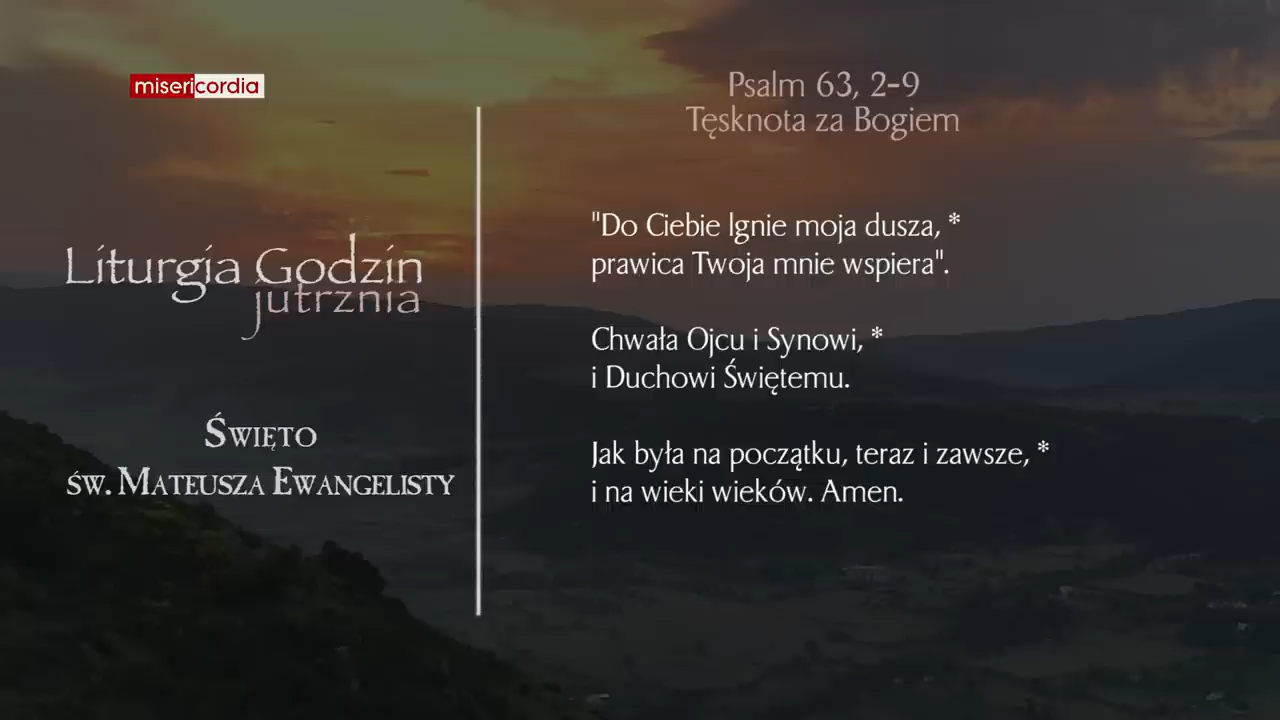 misericordia
Liturgia Godzin
jutrznia
Święto
św. Mateusza Ewangelisty
Psalm 63, 2-9
Tęsknota za Bogiem
"Do Ciebie lgnie moja dusza, *
prawica Twoja mnie wspiera".
Chwała Ojcu i Synowi, *
i Duchowi Świętemu.
Jak była na początku, teraz i zawsze, *
i na wieki wieków. Amen.